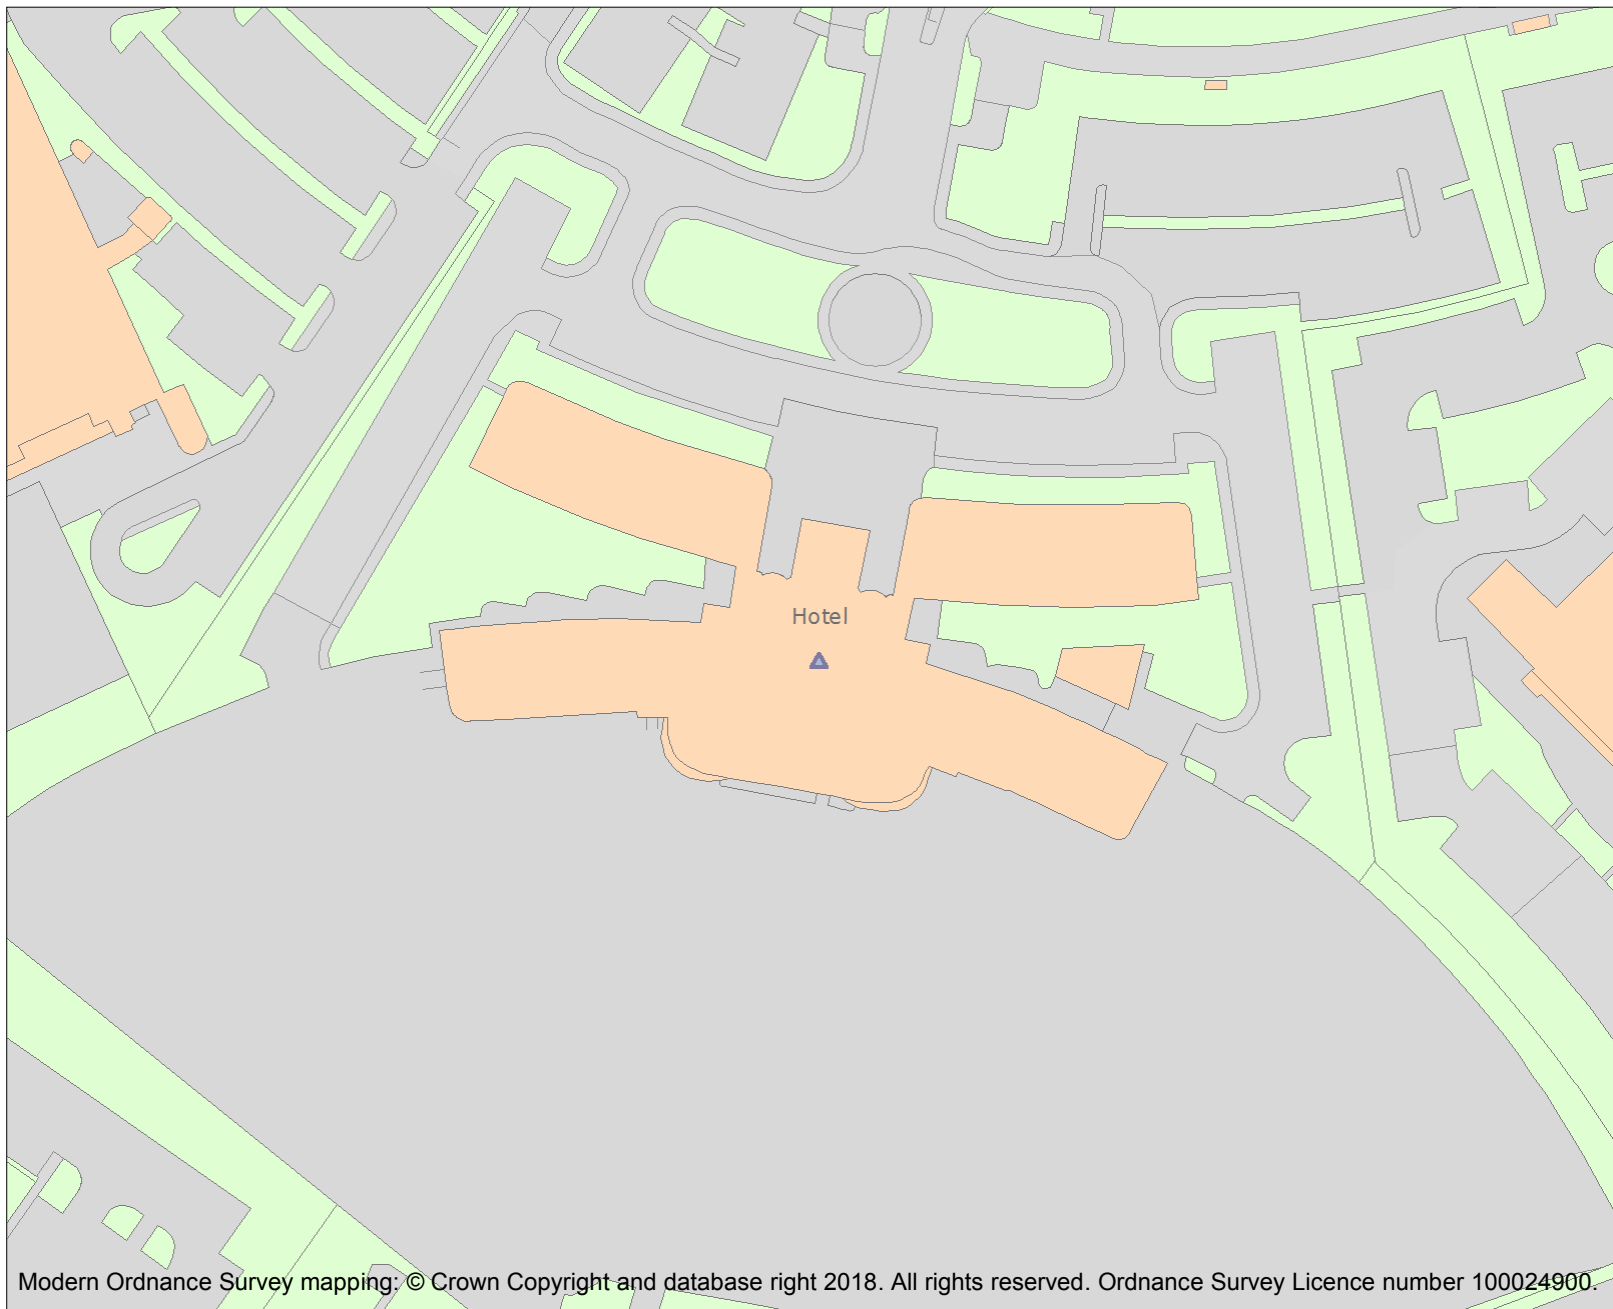 Hotel
Modern Ordnance Survey mapping: © Crown Copyright and database right 2018. All rights reserved. Ordnance Survey Licence number 100024900.